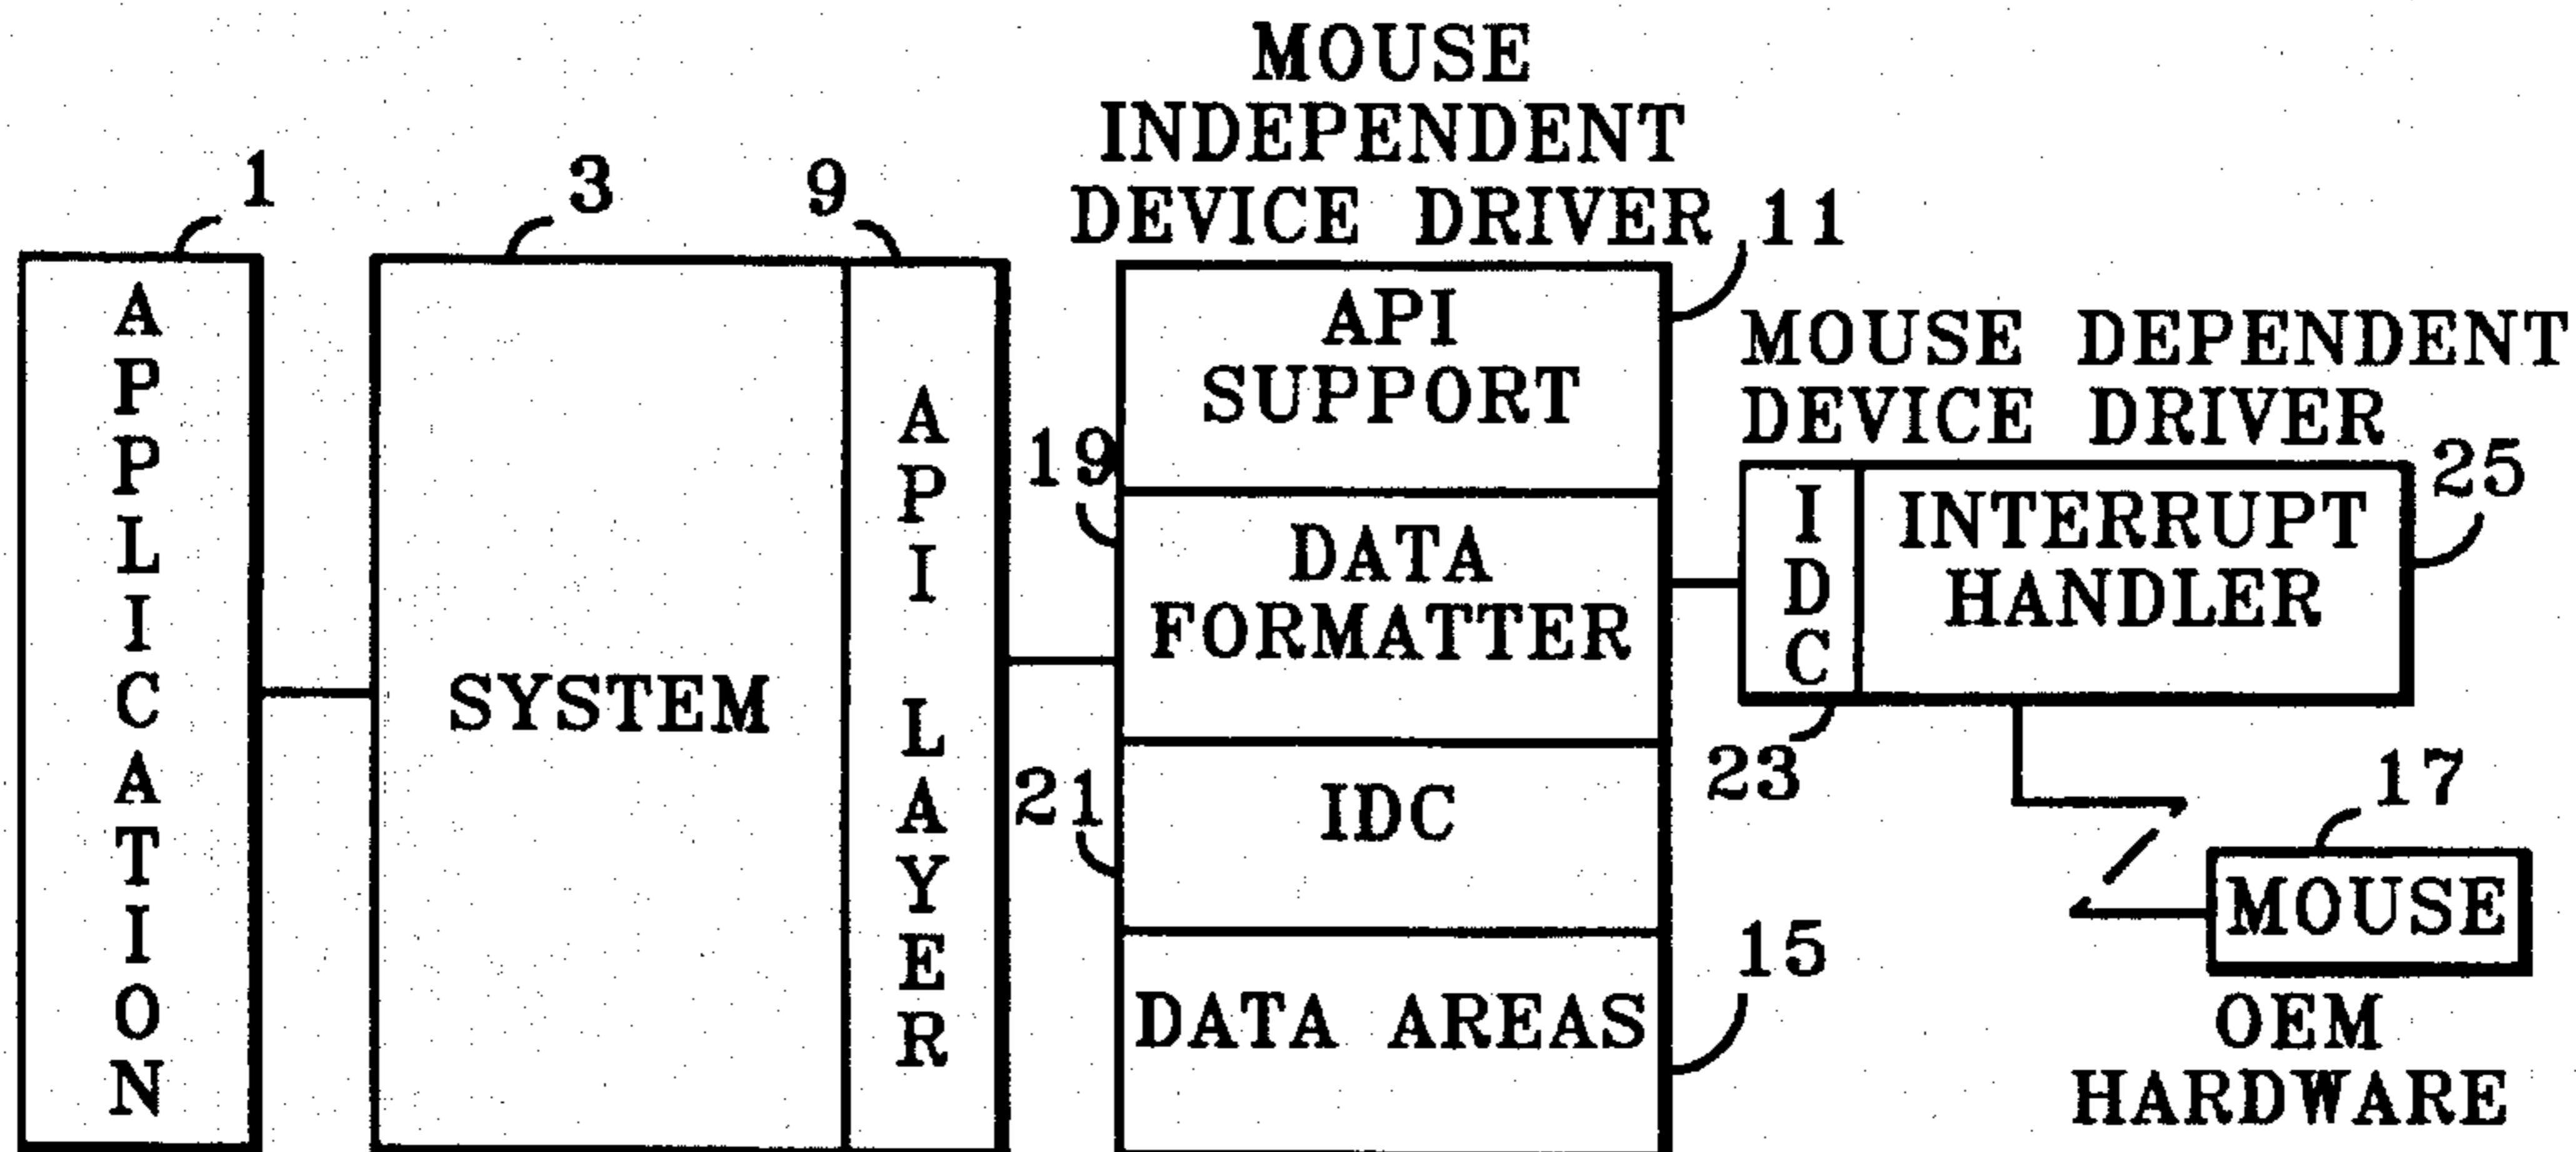 MOUSE
INDEPENDENT
DEVICE DRIVER
1
3
9
11
APPLICATION
SYSTEM
API LAYER
API
SUPPORT
19
DATA
FORMATTER
21
IDC
DATA AREAS
15
MOUSE DEPENDENT
DEVICE DRIVER
25
IDC
INTERRUPT
HANDLER
23
17
MOUSE
OEM
HARDWARE